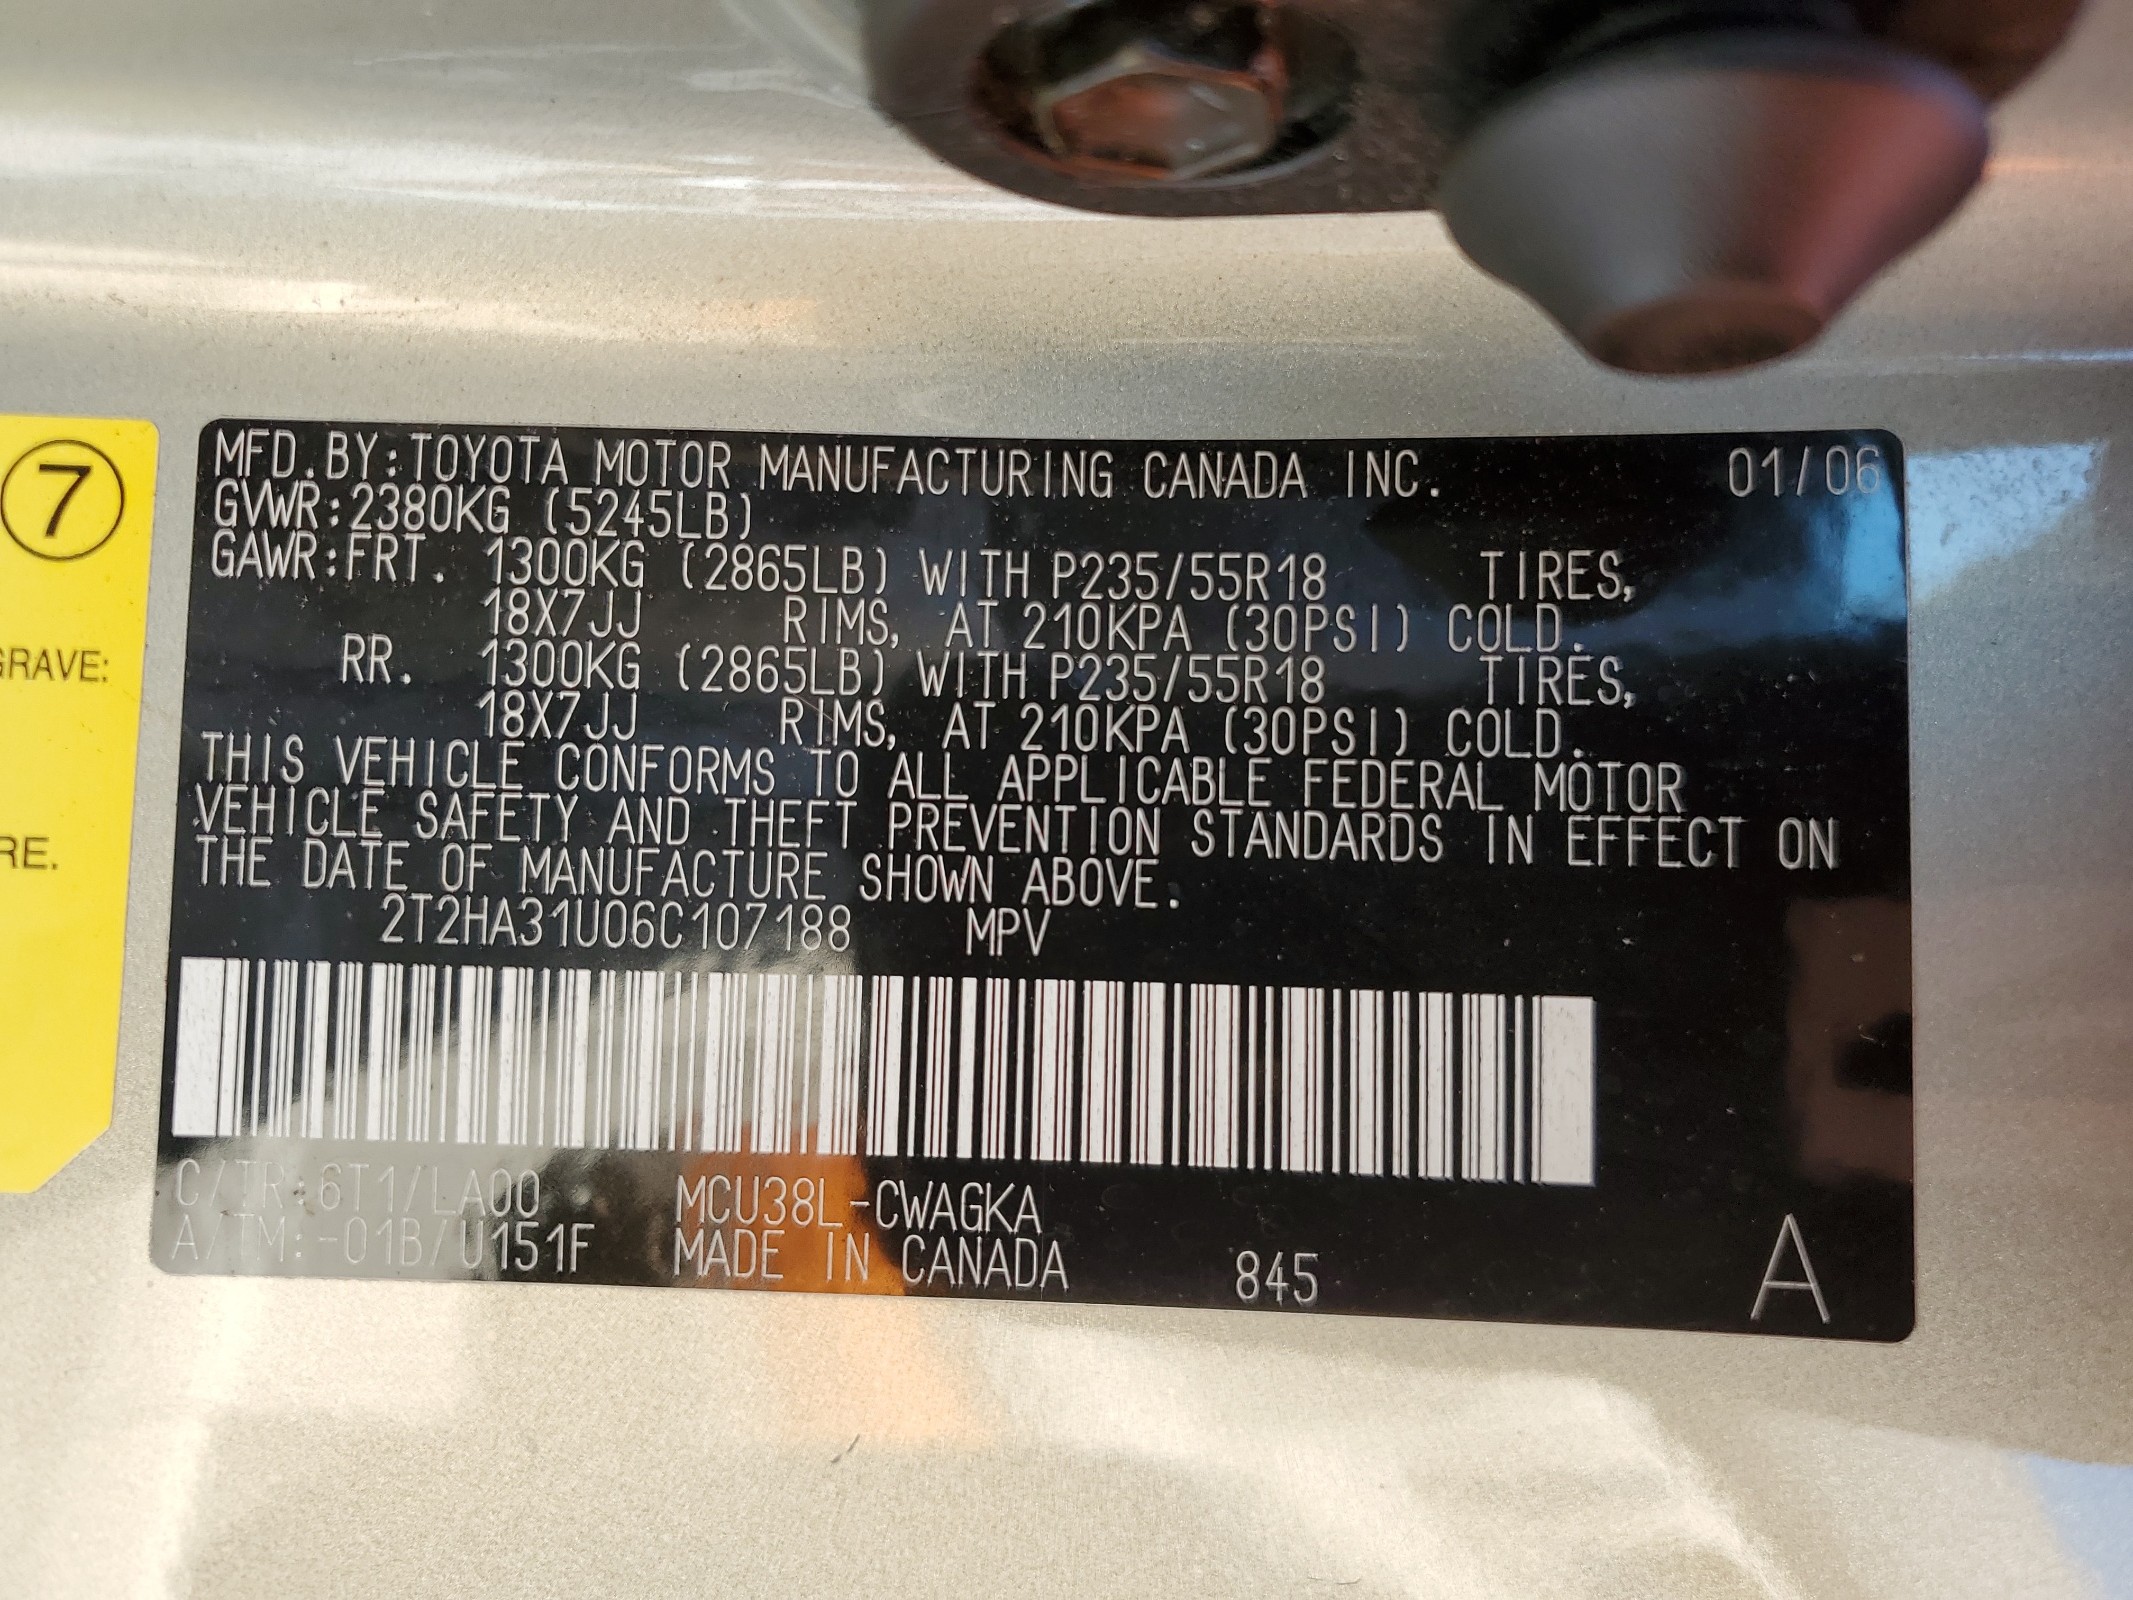 7
GRAVE:
RE.
MFD.BY:TOYOTA MOTOR MANUFACTURING CANADA INC. 01/06
GVWR:2380KG (5245LB)
GAWR:FRT. 1300KG (2865LB) WITH P235/55R18 TIRES,
18X7JJ RIMS, AT 210KPA (30PSI) COLD.
RR. 1300KG (2865LB) WITH P235/55R18 TIRES,
18X7JJ RIMS, AT 210KPA (30PSI) COLD.
THIS VEHICLE CONFORMS TO ALL APPLICABLE FEDERAL MOTOR
VEHICLE SAFETY AND THEFT PREVENTION STANDARDS IN EFFECT ON
THE DATE OF MANUFACTURE SHOWN ABOVE.
2T2HA31U06C107188 MPV
C/TR:6T1/LA00 MCU38L-CWAGKA
A/TM:-01B/U151F MADE IN CANADA 845 A